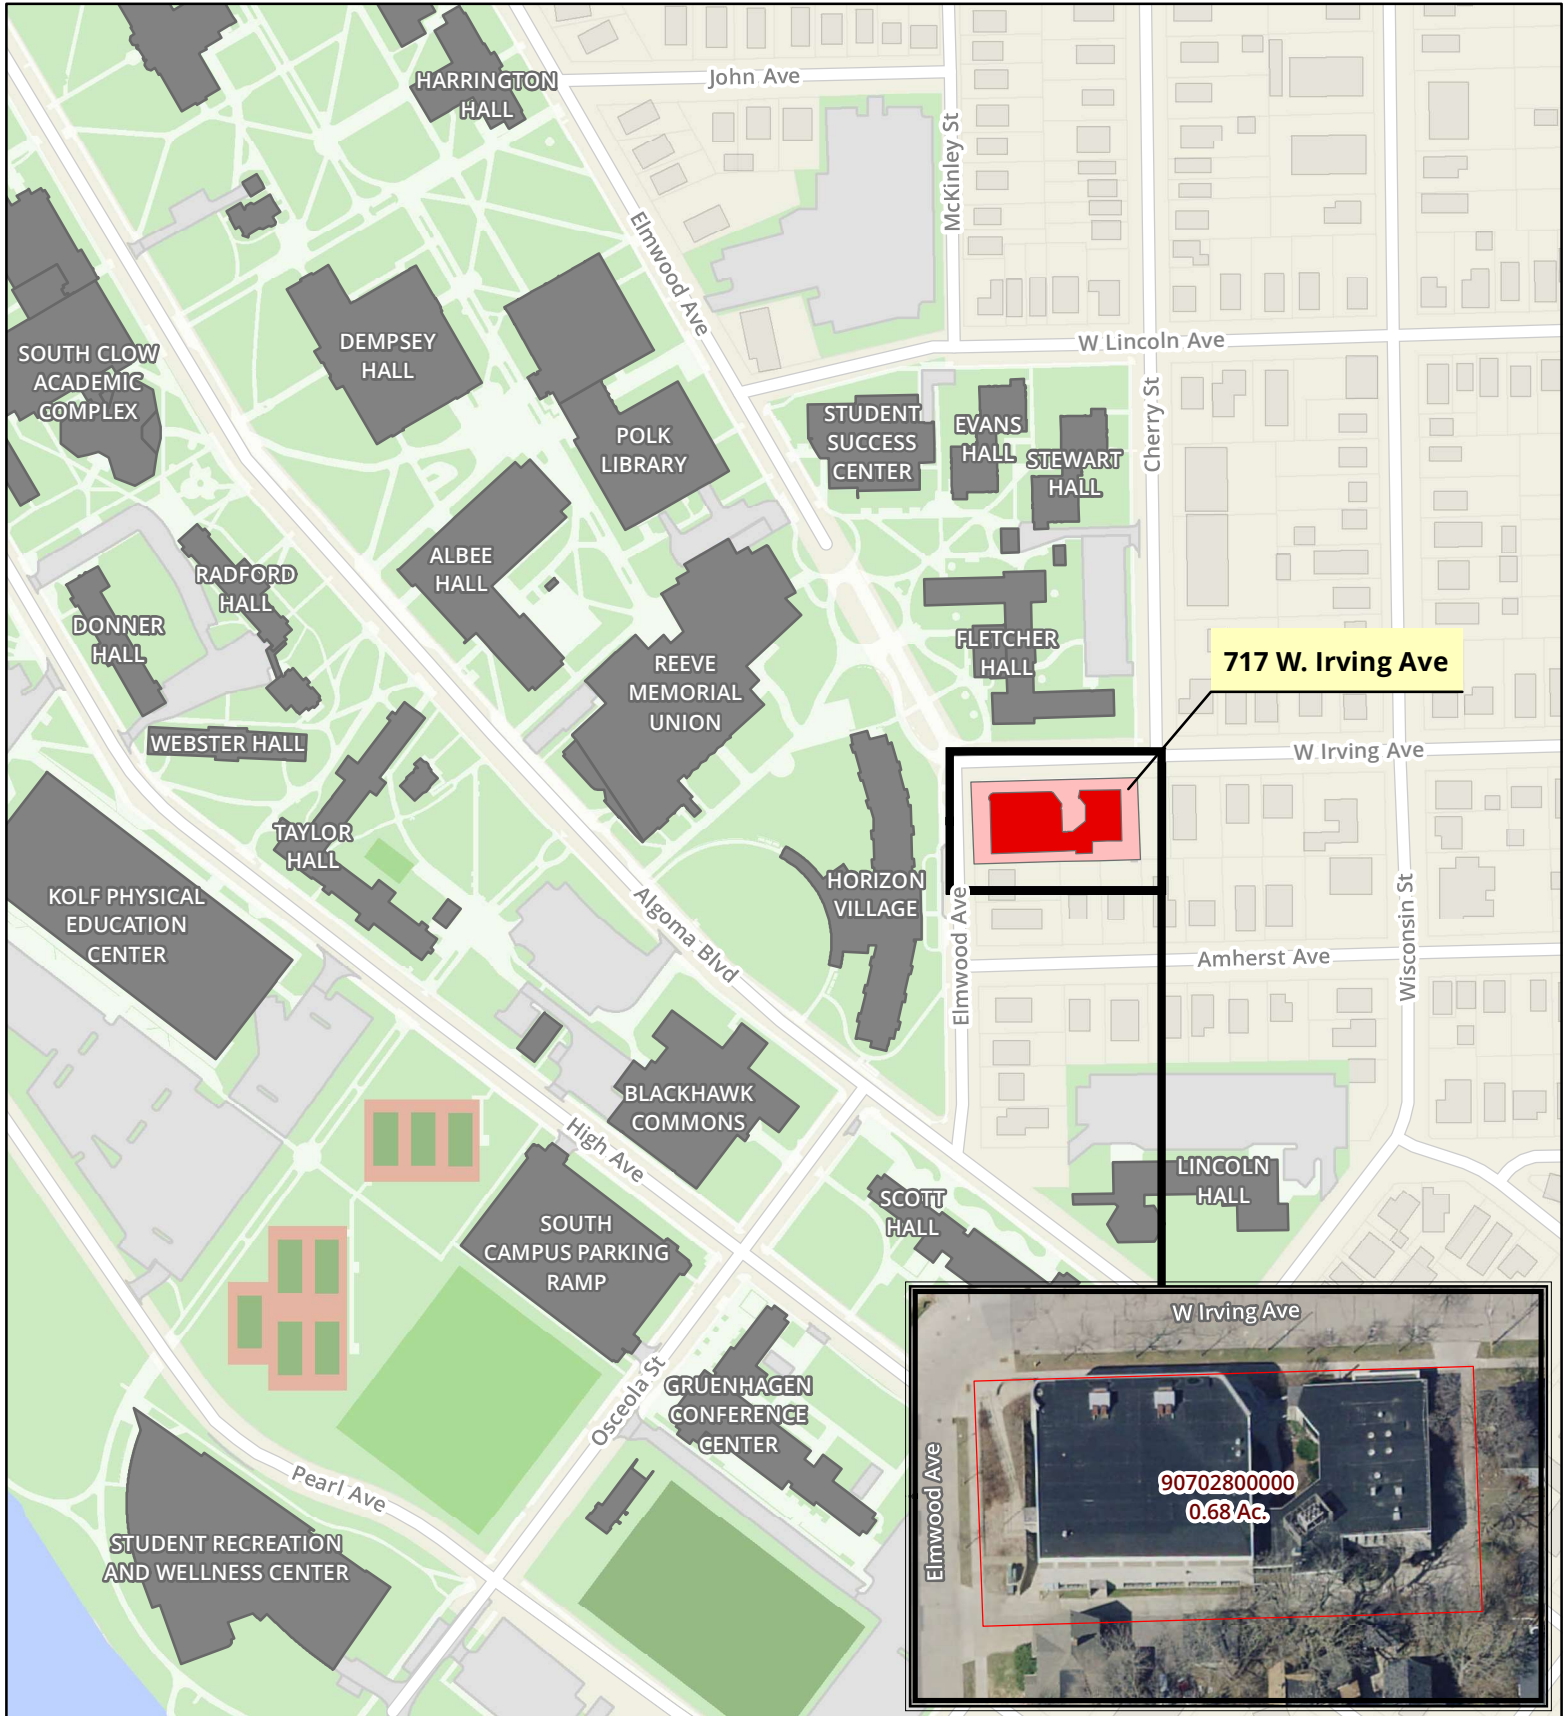 HARRINGTON
HALL
John Ave
McKinley St
Elmwood Ave
W Lincoln Ave
Cherry St
DEMPSEY
HALL
SOUTH CLOW
ACADEMIC
COMPLEX
POLK
LIBRARY
STUDENT
SUCCESS
CENTER
EVANS
HALL
STEWART
HALL
ALBEE
HALL
RADFORD
HALL
DONNER
HALL
FLETCHER
HALL
REEVE
MEMORIAL
UNION
717 W. Irving Ave
WEBSTER HALL
W Irving Ave
TAYLOR
HALL
KOLF PHYSICAL
EDUCATION
CENTER
HORIZON
VILLAGE
Algoma Blvd
Elmwood Ave
Amherst Ave
Wisconsin St
BLACKHAWK
COMMONS
High Ave
LINCOLN
HALL
SCOTT
HALL
SOUTH
CAMPUS PARKING
RAMP
Osceola St
GRUENHAGEN
CONFERENCE
CENTER
Pearl Ave
STUDENT RECREATION
AND WELLNESS CENTER
W Irving Ave
Elmwood Ave
90702800000
0.68 Ac.